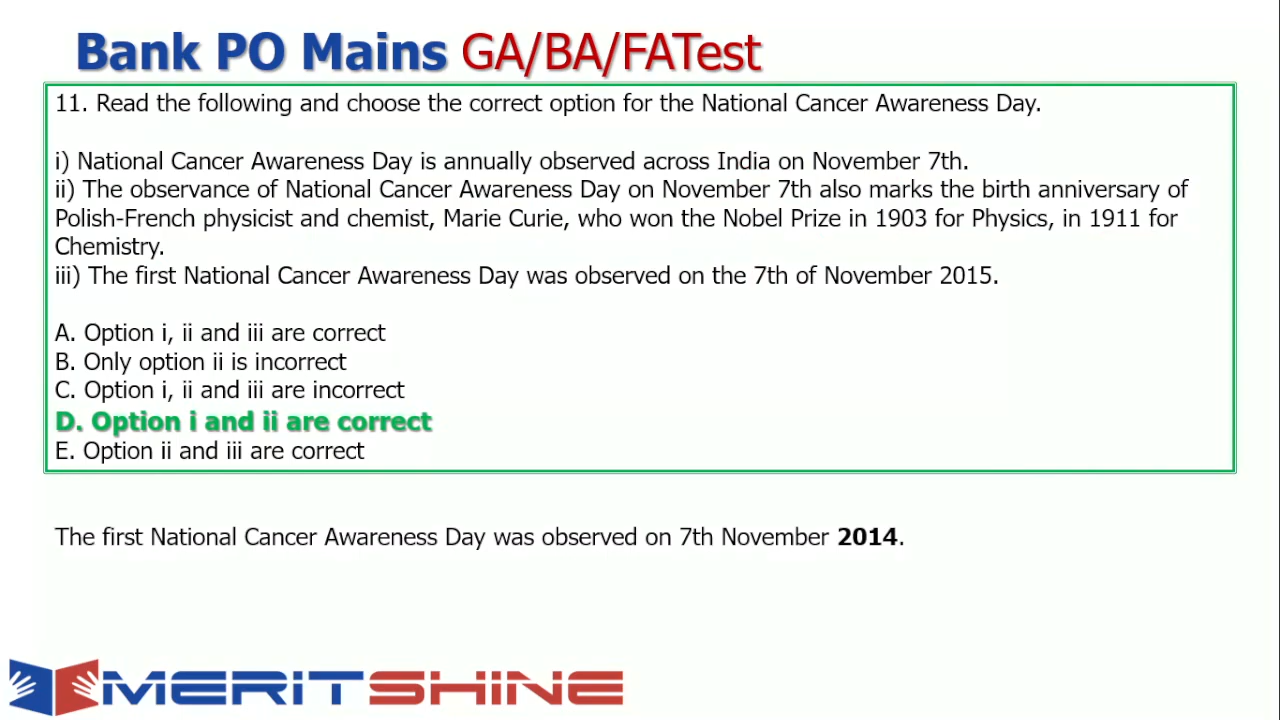 Bank PO Mains GA/BA/FATest
11. Read the following and choose the correct option for the National Cancer Awareness Day.
i) National Cancer Awareness Day is annually observed across India on November 7th.
ii) The observance of National Cancer Awareness Day on November 7th also marks the birth anniversary of
Polish-French physicist and chemist, Marie Curie, who won the Nobel Prize in 1903 for Physics, in 1911 for
Chemistry.
iii) The first National Cancer Awareness Day was observed on the 7th of November 2015.
A. Option i, ii and iii are correct
B. Only option ii is incorrect
C. Option i, ii and iii are incorrect
D. Option i and ii are correct
E. Option ii and iii are correct
The first National Cancer Awareness Day was observed on 7th November 2014.
MERITSHINE